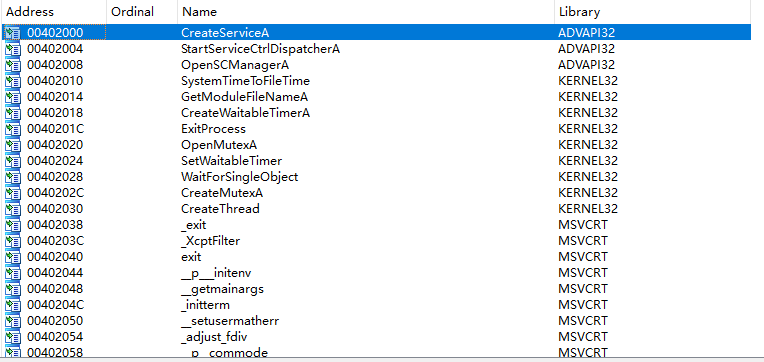 Address Ordinal Name Library
00402000 CreateServiceA ADVAPI32
00402004 StartServiceCtrlDispatcherA ADVAPI32
00402008 OpenSCManagerA ADVAPI32
00402010 SystemTimeToFileTime KERNEL32
00402014 GetModuleFileNameA KERNEL32
00402018 CreateWaitableTimerA KERNEL32
0040201C ExitProcess KERNEL32
00402020 OpenMutexA KERNEL32
00402024 SetWaitableTimer KERNEL32
00402028 WaitForSingleObject KERNEL32
0040202C CreateMutexA KERNEL32
00402030 CreateThread KERNEL32
00402038 _exit MSVCRT
0040203C _XcptFilter MSVCRT
00402040 exit MSVCRT
00402044 __p___initenv MSVCRT
00402048 __getmainargs MSVCRT
0040204C _initterm MSVCRT
00402050 __setusermatherr MSVCRT
00402054 _adjust_fdiv MSVCRT
00402058 __p__commode MSVCRT